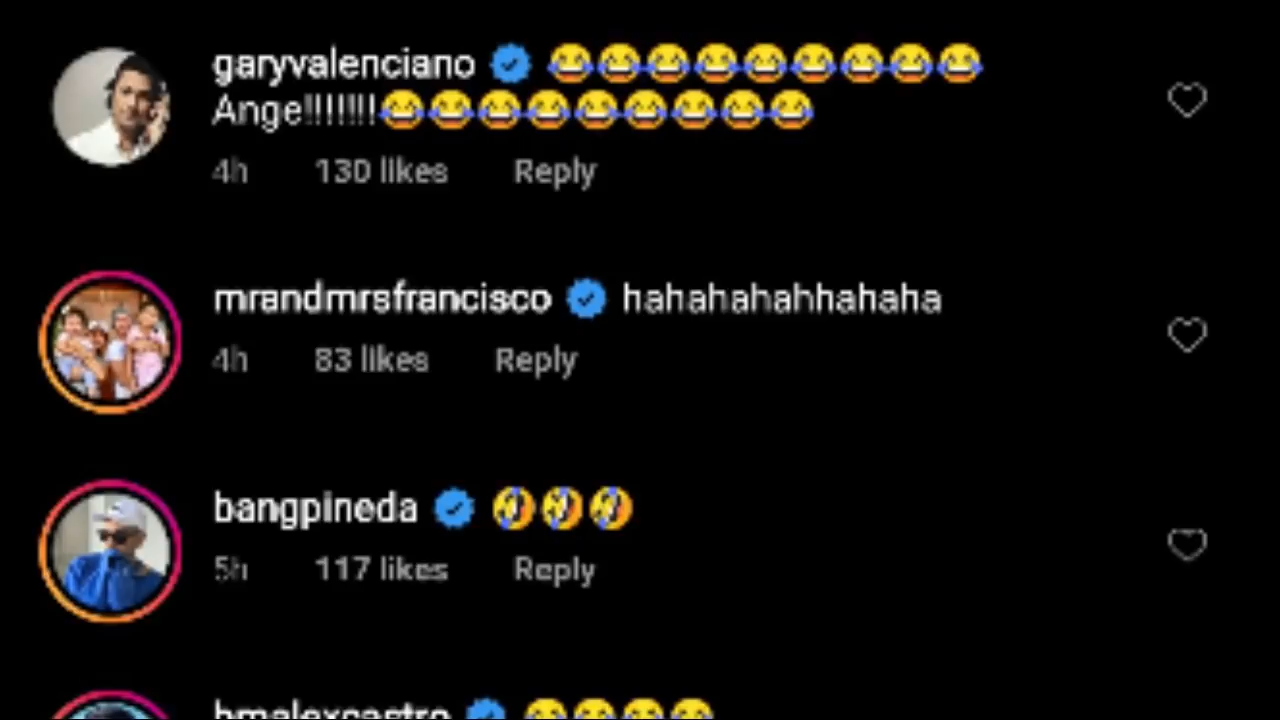 garyvalenciano 😂😂😂😂😂😂😂😂😂
Ange!!!!!!!😂😂😂😂😂😂😂😂😂
4h 130 likes Reply
mrandmrsfrancisco hahahahahhahaha
4h 83 likes Reply
bangpineda 🤣🤣🤣
5h 117 likes Reply
bmalexcastro 😂😂😂😂